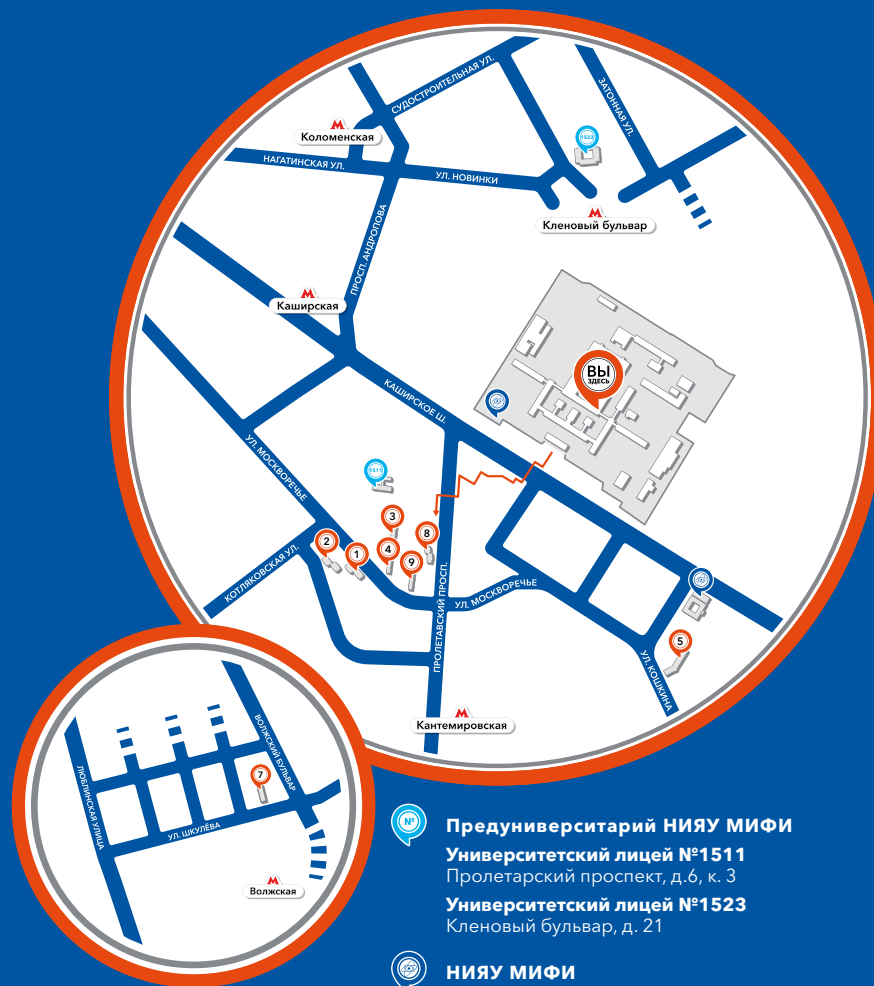 СУДОСТРОИТЕЛЬНАЯ УЛ.
ЗАТОННАЯ УЛ.
Коломенская
1523
НАГАТИНСКАЯ УЛ.
УЛ. НОВИНКИ
Кленовый бульвар
ПРОСП. АНДРОПОВА
Каширская
ВЫ
ЗДЕСЬ
КАШИРСКОЕ Ш.
УЛ. МОСКВОРЕЧЬЕ
1511
3
8
2
1
4
9
КОТЛЯКОВСКАЯ УЛ.
УЛ. МОСКВОРЕЧЬЕ
ПРОЛЕТАВСКИЙ ПРОСП.
5
УЛ. КОШКИНА
Кантемировская
ВОЛЖСКИЙ БУЛЬВАР
ЛЮБЛИНСКАЯ УЛИЦА
7
УЛ. ШКУЛЁВА
Волжская
№
Предуниверситарий НИЯУ МИФИ
Университетский лицей №1511
Пролетарский проспект, д.6, к. 3
Университетский лицей №1523
Кленовый бульвар, д. 21
НИЯУ МИФИ